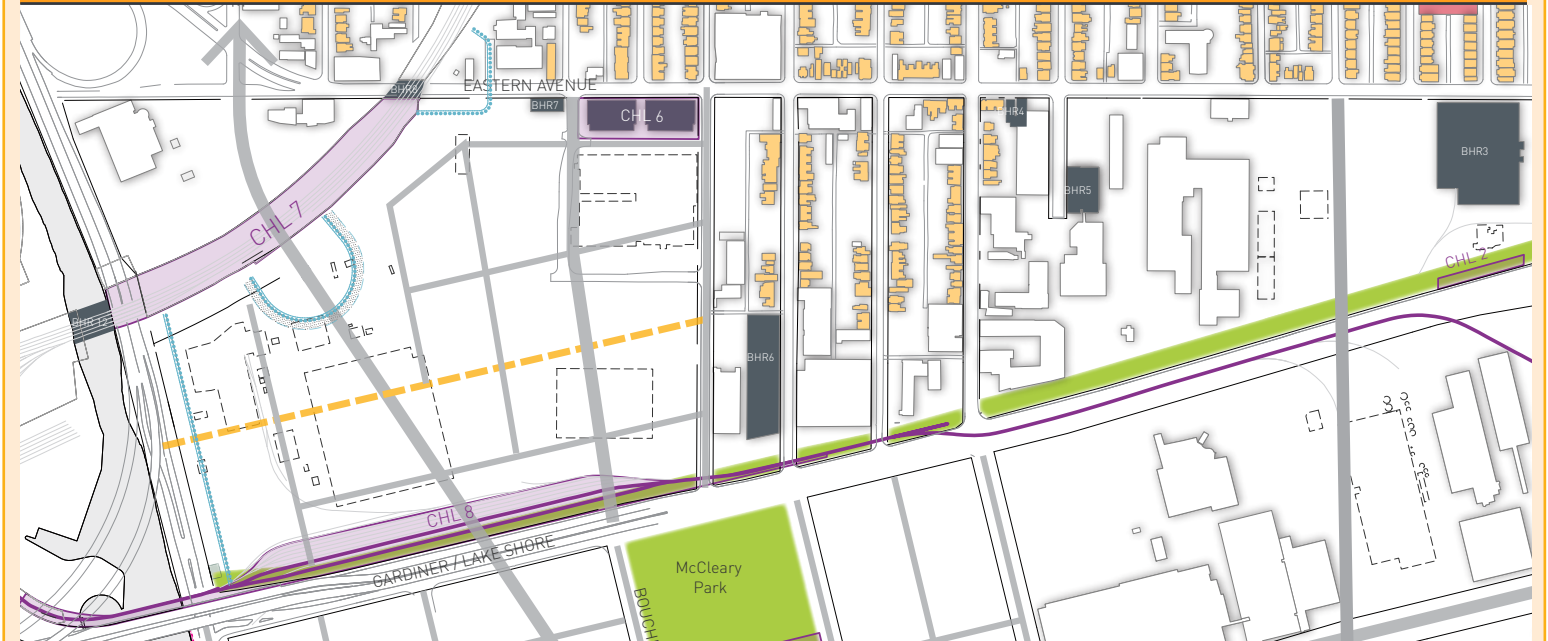 BHR8
EASTERN AVENUE
BHR7
CHL 6
BHR4
BHR3
BHR5
CHL 7
CHL 2
BHR 12
BHR6
CHL 8
GARDINER / LAKE SHORE
McCleary
Park
BOUCH